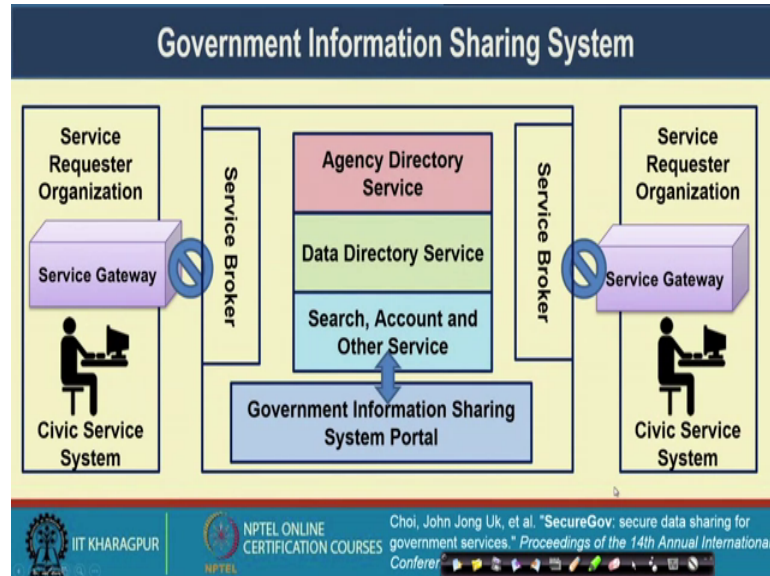 Government Information Sharing System
Service
Requester
Organization
Service Gateway
Civic Service
System
Service Broker
Agency Directory
Service
Data Directory Service
Search, Account and
Other Service
Government Information Sharing
System Portal
Service Broker
Service
Requester
Organization
Service Gateway
Civic Service
System
IIT KHARAGPUR
NPTEL
NPTEL ONLINE
CERTIFICATION COURSES
Choi, John Jong Uk, et al. "SecureGov: secure data sharing for
government services." Proceedings of the 14th Annual International